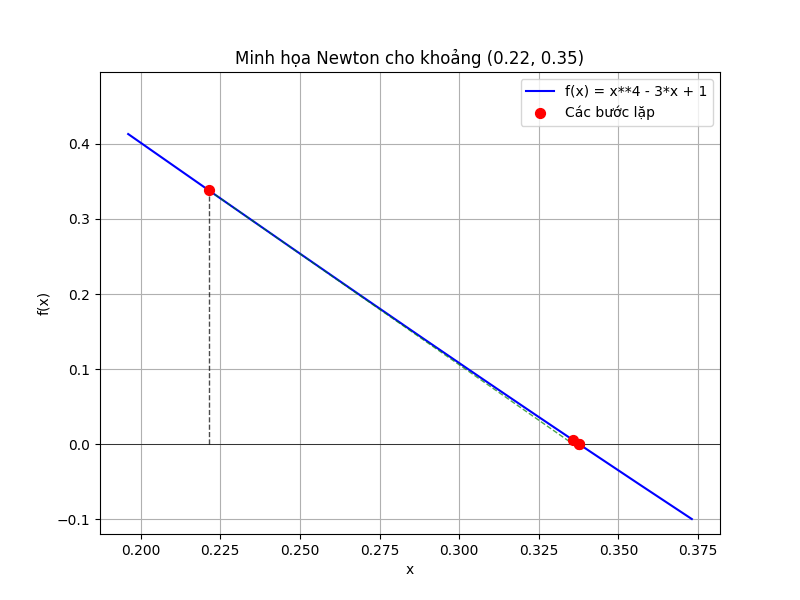 Minh họa Newton cho khoảng (0.22, 0.35)
f(x) = x**4 - 3*x + 1
Các bước lặp
0.4
0.3
0.2
0.1
0.0
−0.1
f(x)
0.200
0.225
0.250
0.275
0.300
0.325
0.350
0.375
x